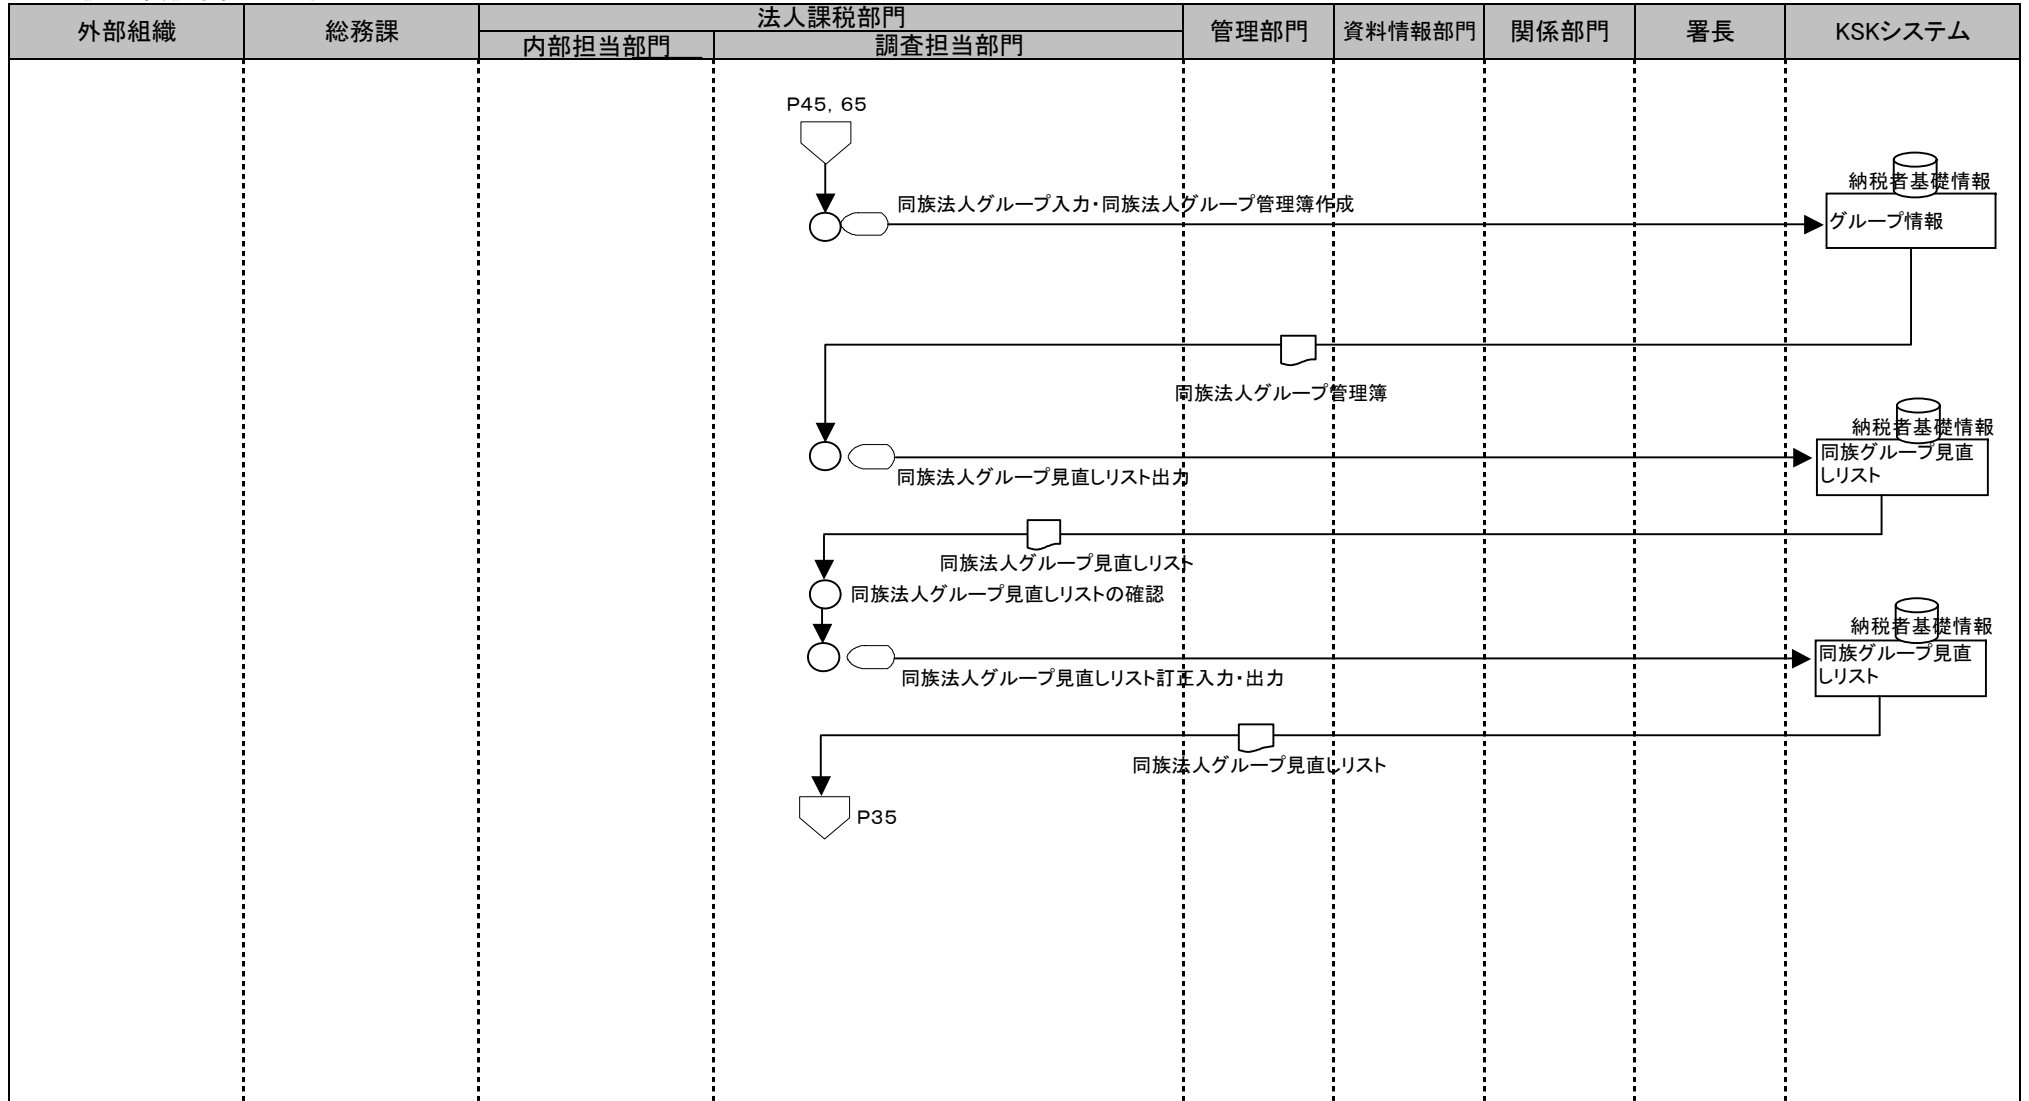 外部組織
総務課
法人課税部門
内部担当部門
調査担当部門
管理部門
資料情報部門
関係部門
署長
KSKシステム
P45, 65
納税者基礎情報
同族法人グループ入力・同族法人グループ管理簿作成
グループ情報
同族法人グループ管理簿
納税者基礎情報
同族グループ見直
しリスト
同族法人グループ見直しリスト出力
同族法人グループ見直しリスト
同族法人グループ見直しリストの確認
納税者基礎情報
同族グループ見直
しリスト
同族法人グループ見直しリスト訂正入力・出力
同族法人グループ見直しリスト
P35